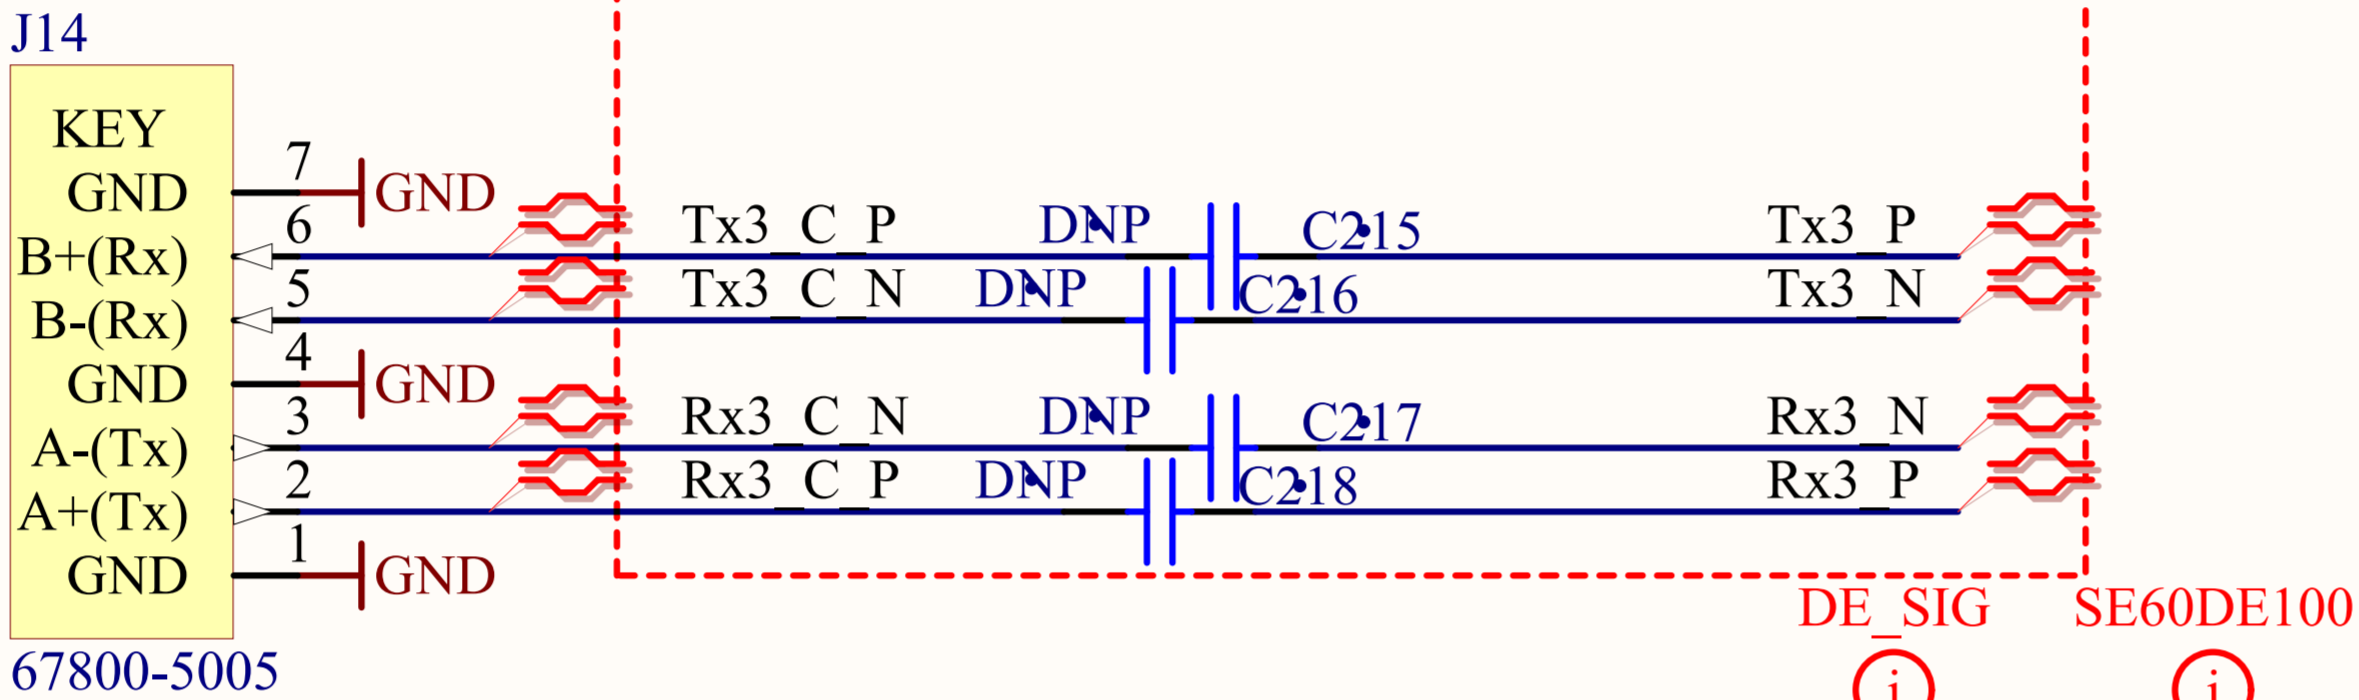 J14
KEY
7
GND GND
6 Tx3_C_P DNP C215 Tx3_P
B+(Rx)
5 Tx3_C_N DNP C216 Tx3_N
B-(Rx)
4
GND GND
3 Rx3_C_N DNP C217 Rx3_N
A-(Tx)
2 Rx3_C_P DNP C218 Rx3_P
A+(Tx)
1
GND GND
DE_SIG SE60DE100
67800-5005
i i